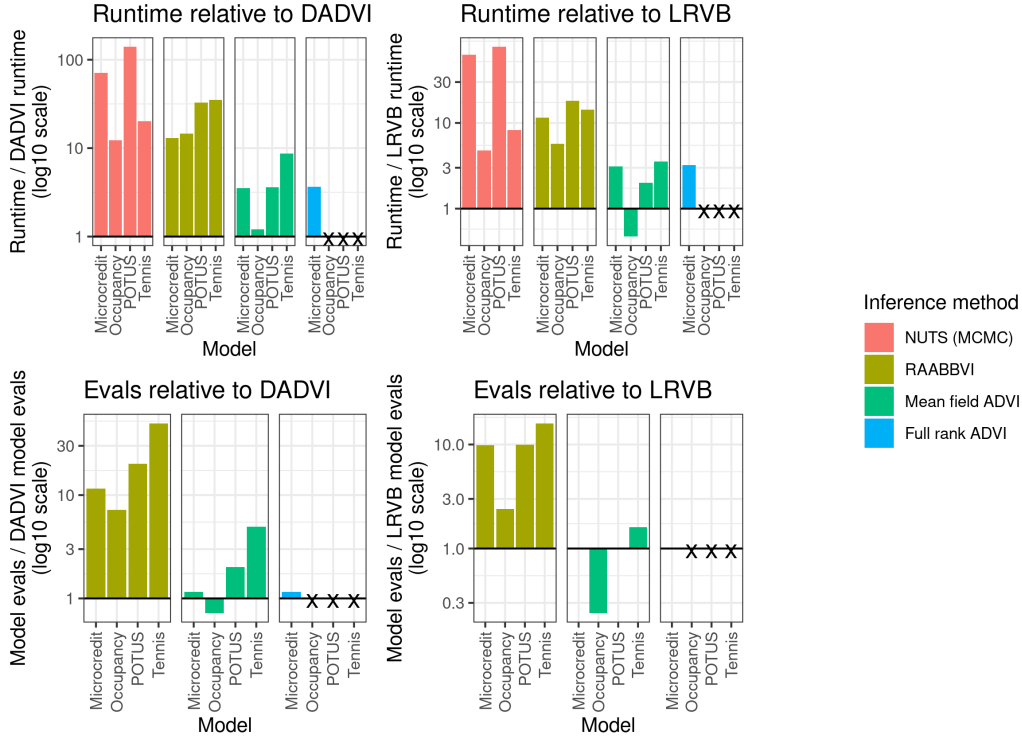 Runtime relative to DADVI
Runtime / DADVI runtime
(log10 scale)
100
10
1
X X X
Microcredit
Occupancy
POTUS
Tennis
Microcredit
Occupancy
POTUS
Tennis
Microcredit
Occupancy
POTUS
Tennis
Microcredit
Occupancy
POTUS
Tennis
Model
Runtime relative to LRVB
Runtime / LRVB runtime
(log10 scale)
30
10
3
1
X X X
Microcredit
Occupancy
POTUS
Tennis
Microcredit
Occupancy
POTUS
Tennis
Microcredit
Occupancy
POTUS
Tennis
Microcredit
Occupancy
POTUS
Tennis
Model
Evals relative to DADVI
Model evals / DADVI model evals
(log10 scale)
30
10
3
1
X X X
Microcredit
Occupancy
POTUS
Tennis
Microcredit
Occupancy
POTUS
Tennis
Microcredit
Occupancy
POTUS
Tennis
Model
Evals relative to LRVB
Model evals / LRVB model evals
(log10 scale)
10.0
3.0
1.0
0.3
X X X
Microcredit
Occupancy
POTUS
Tennis
Microcredit
Occupancy
POTUS
Tennis
Microcredit
Occupancy
POTUS
Tennis
Model
Inference method
NUTS (MCMC)
RAABBVI
Mean field ADVI
Full rank ADVI